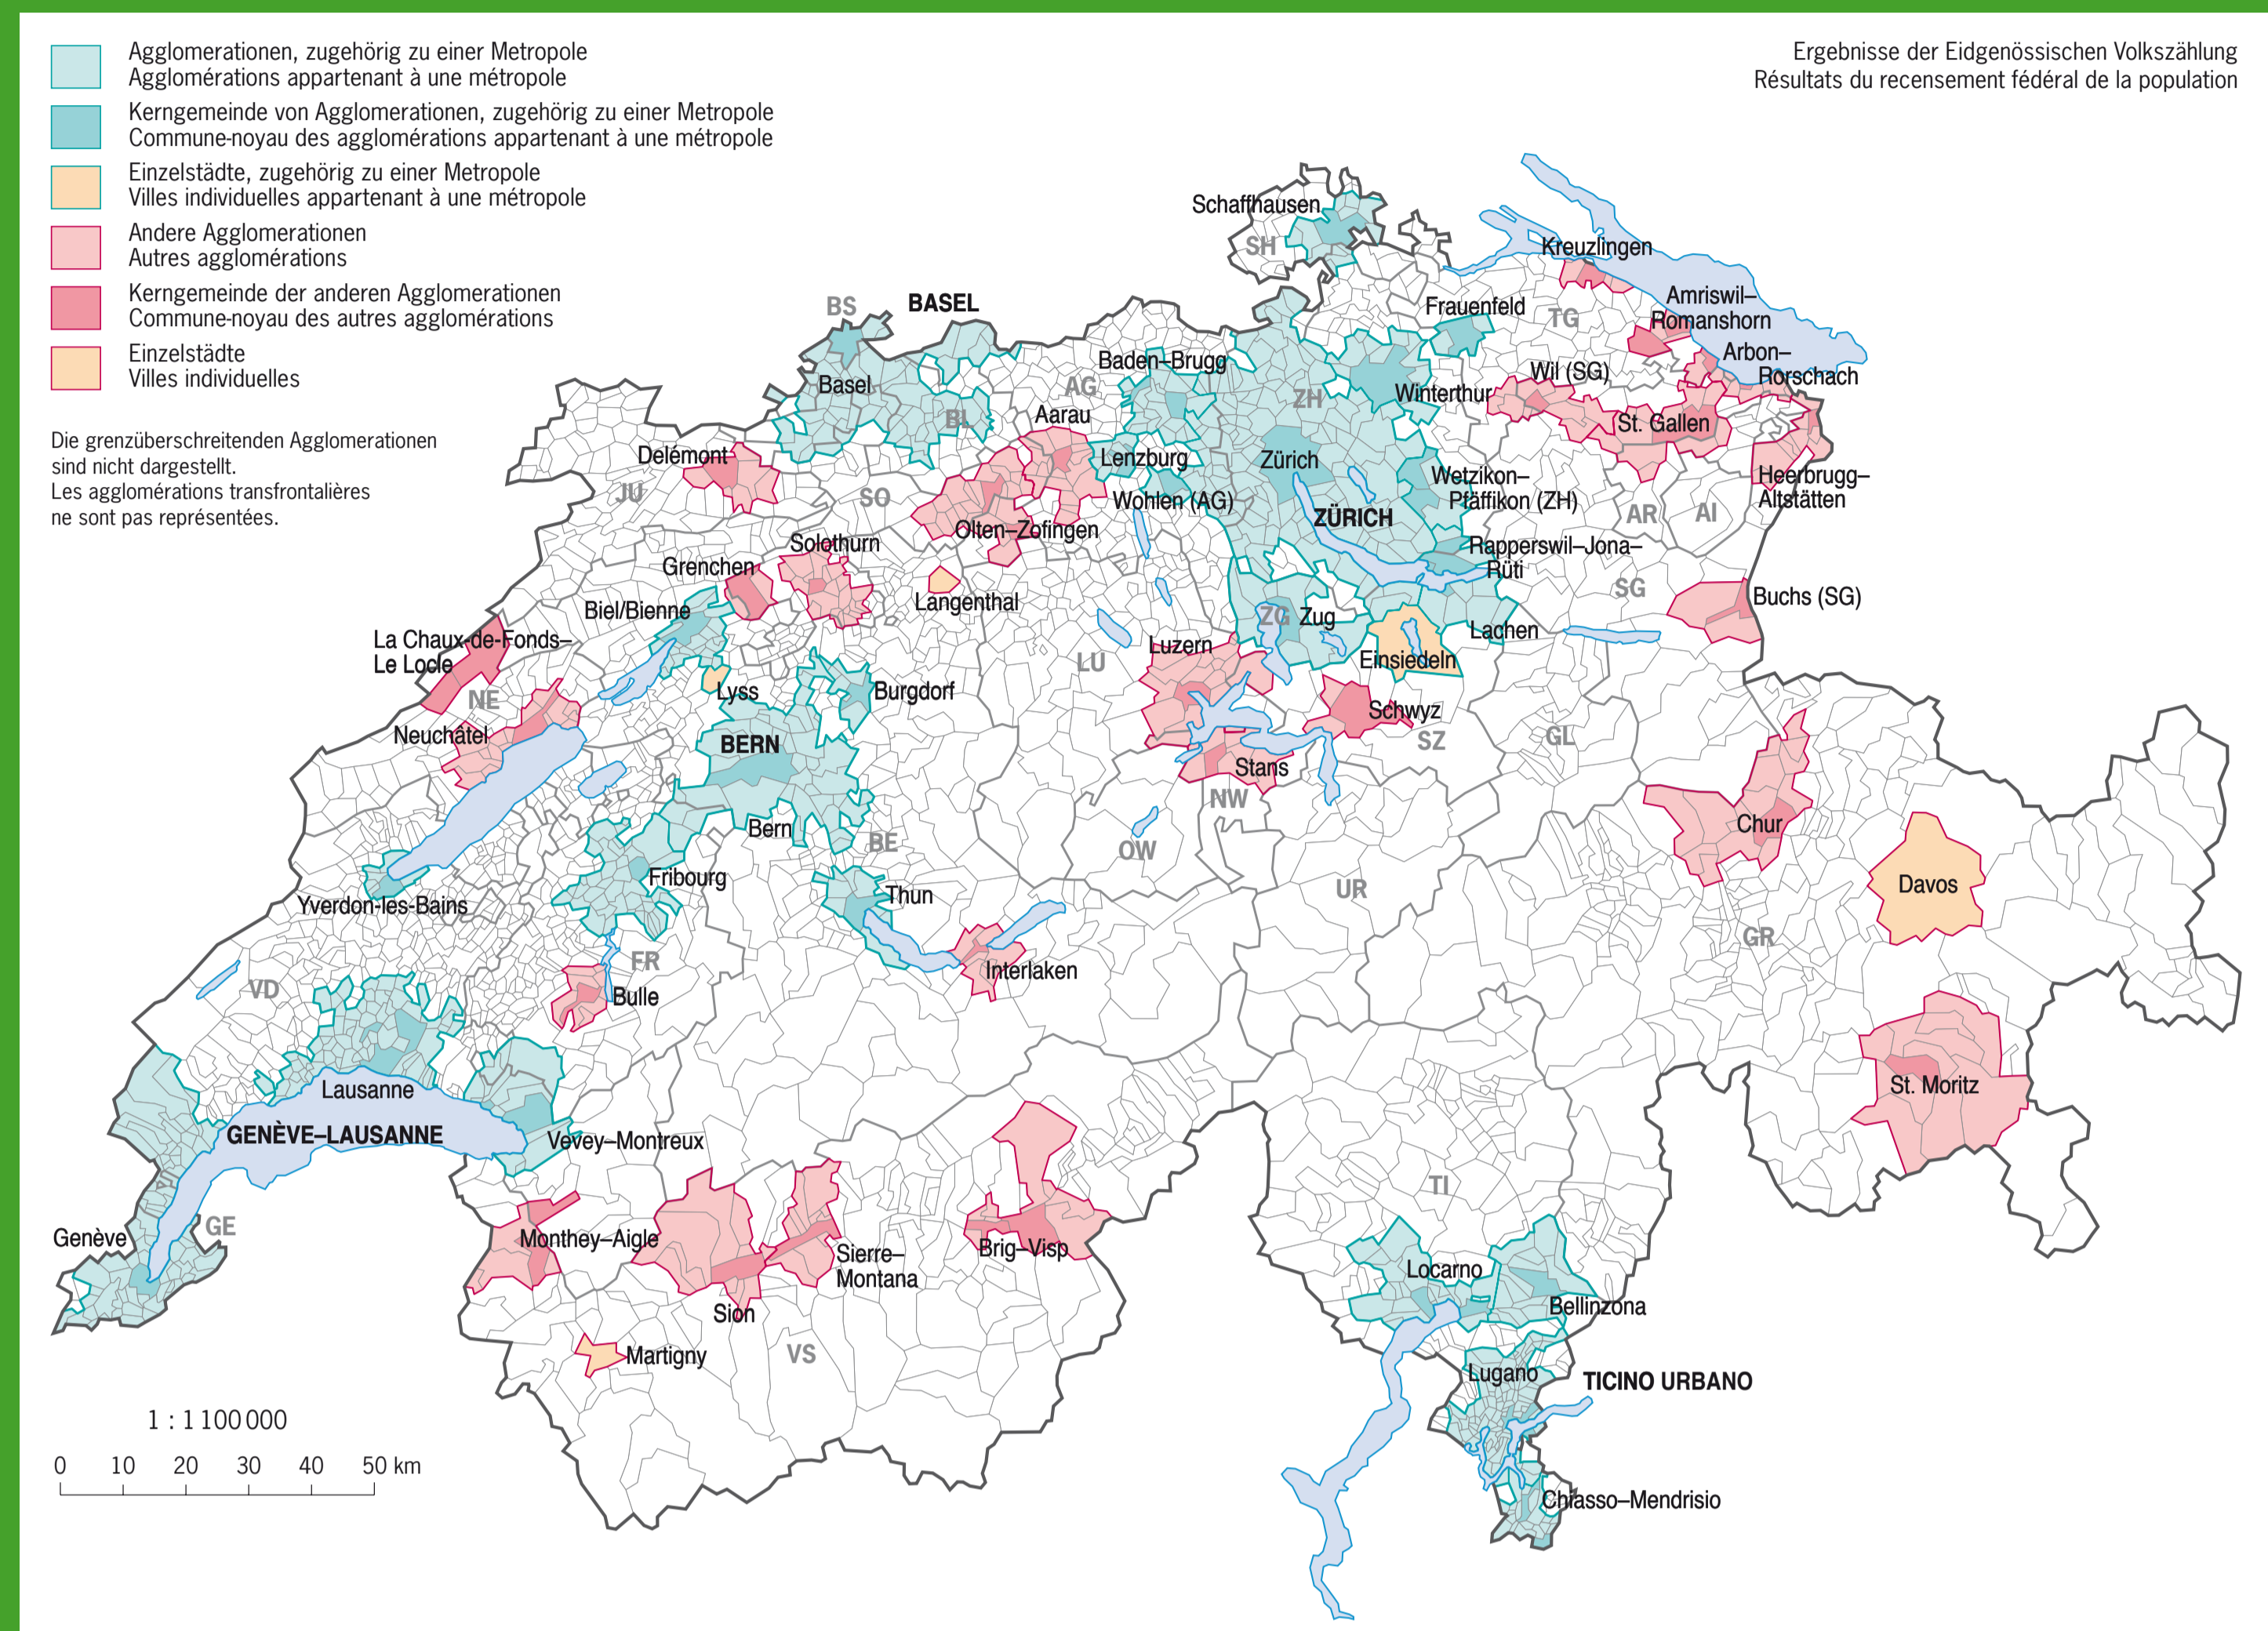 Agglomerationen, zugehörig zu einer Metropole
Agglomérations appartenant à une métropole
Kerngemeinde von Agglomerationen, zugehörig zu einer Metropole
Commune-noyau des agglomérations appartenant à une métropole
Einzelstädte, zugehörig zu einer Metropole
Villes individuelles appartenant à une métropole
Andere Agglomerationen
Autres agglomérations
Kerngemeinde der anderen Agglomerationen
Commune-noyau des autres agglomérations
Einzelstädte
Villes individuelles
Die grenzüberschreitenden Agglomerationen
sind nicht dargestellt.
Les agglomérations transfrontalières
ne sont pas représentées.
Ergebnisse der Eidgenössischen Volkszählung
Résultats du recensement fédéral de la population
Schaffhausen
SH
Kreuzlingen
BS
BASEL
Frauenfeld
TG
Amriswil–
Romanshorn
Arbon–
Rorschach
Baden–Brugg
Basel
AG
ZH
Winterthur
Wil (SG)
BL
Aarau
St. Gallen
Delémont
Lenzburg
Zürich
JU
SO
Wohlen (AG)
Wetzikon–
Pfäffikon (ZH)
Heerbrugg–
Altstätten
ZÜRICH
AR
AI
Olten–Zofingen
Solothurn
Grenchen
Rapperswil–Jona–
Rüti
SG
Buchs (SG)
Langenthal
Biel/Bienne
ZG
Zug
Lachen
La Chaux-de-Fonds–
Le Locle
Luzern
LU
Einsiedeln
NE
Lyss
Burgdorf
Schwyz
Neuchâtel
BERN
SZ
GL
Stans
NW
Chur
Bern
BE
OW
Fribourg
UR
Davos
Thun
Yverdon-les-Bains
GR
FR
Interlaken
VD
Bulle
Lausanne
St. Moritz
GENÈVE–LAUSANNE
Vevey–Montreux
TI
GE
Genève
Monthey–Aigle
Sierre–
Montana
Brig–Visp
Locarno
Sion
Bellinzona
Martigny
VS
Lugano
TICINO URBANO
Chiasso–Mendrisio
1 : 1 100 000
0 10 20 30 40 50 km